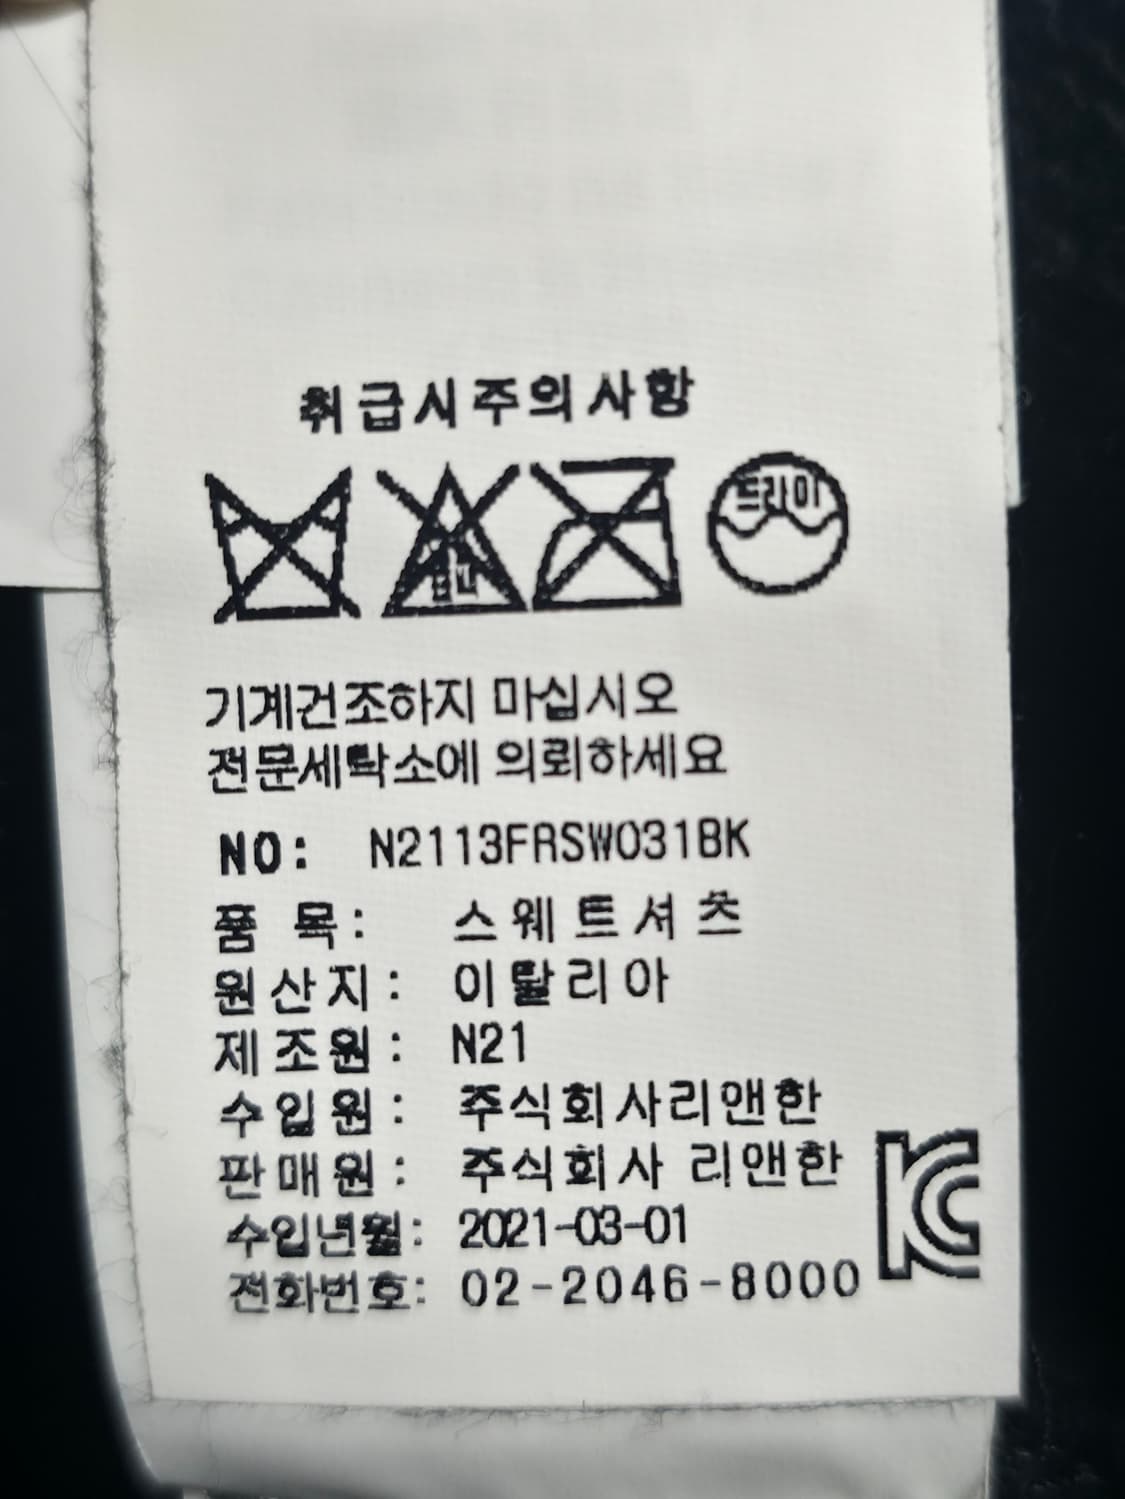 취급시주의사항
드라이
기계건조하지 마십시오
전문세탁소에 의뢰하세요
NO: N2113FRSW031BK
품 목: 스웨트셔츠
원산지: 이탈리아
제조원: N21
수입원: 주식회사리앤한
판매원: 주식회사 리앤한
수입년월: 2021-03-01
전화번호: 02-2046-8000